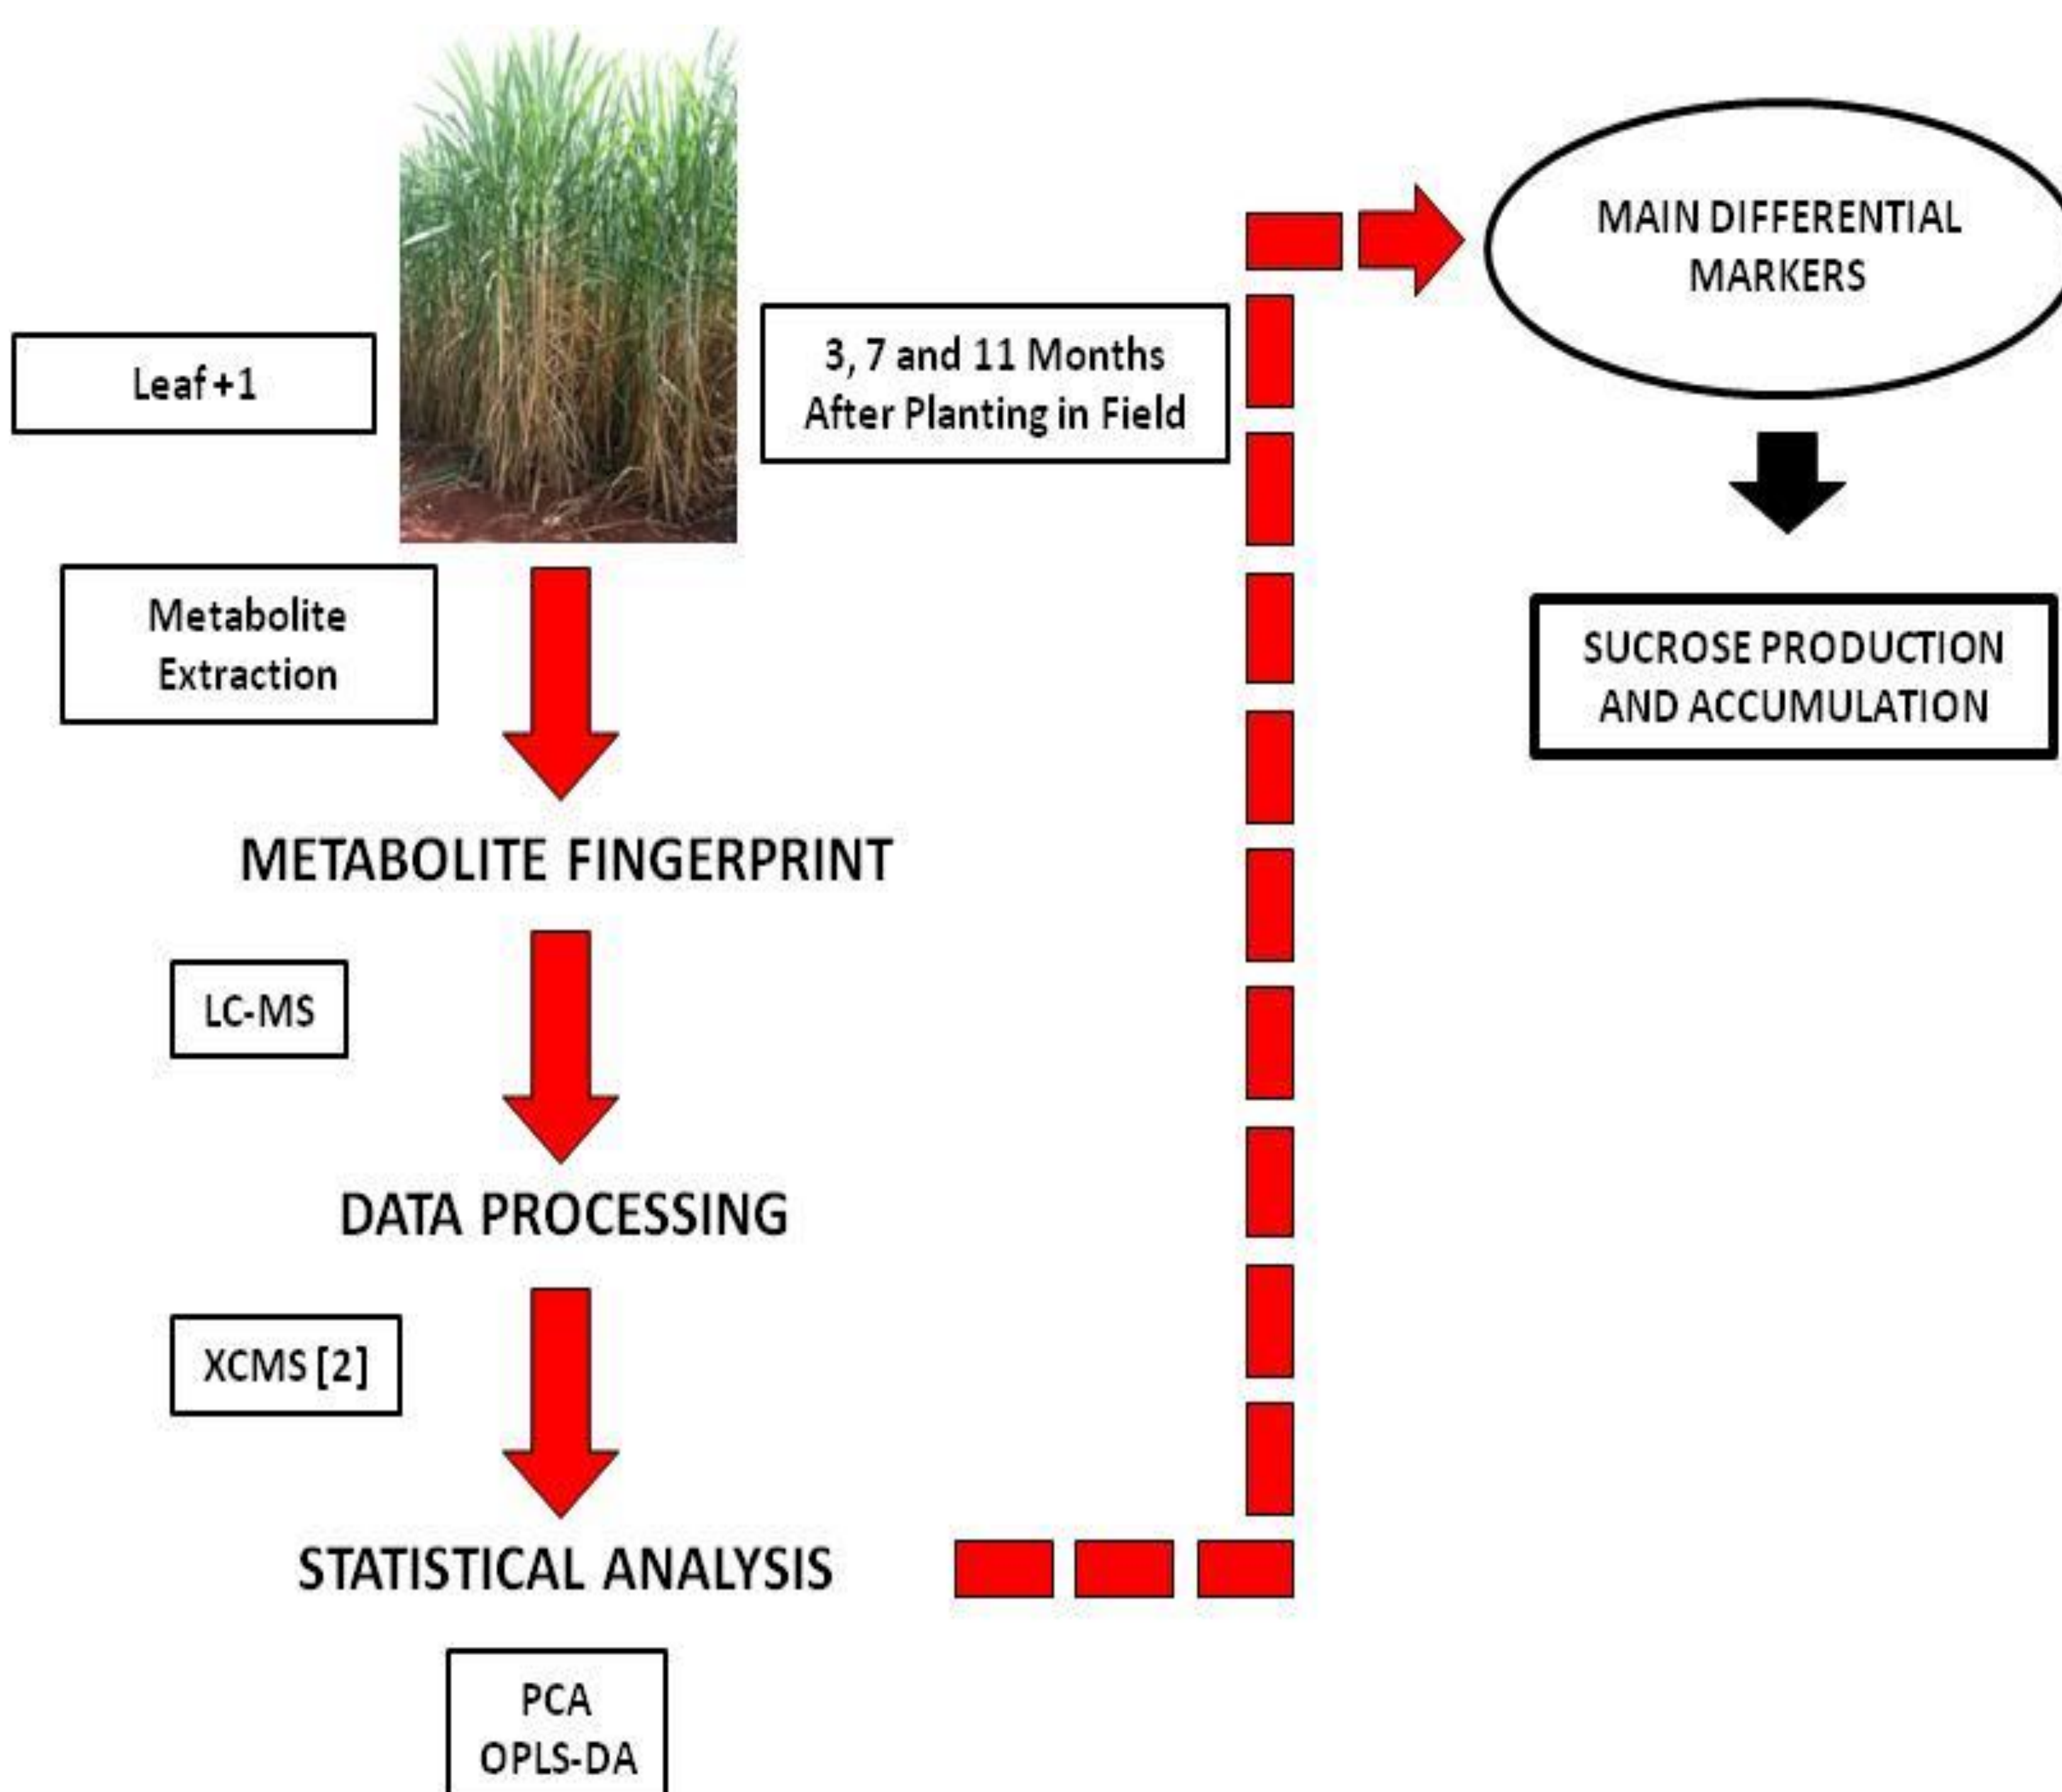 Leaf +1
3, 7 and 11 Months
After Planting in Field
Metabolite
Extraction
METABOLITE FINGERPRINT
LC-MS
DATA PROCESSING
XCMS [2]
STATISTICAL ANALYSIS
PCA
OPLS-DA
MAIN DIFFERENTIAL
MARKERS
SUCROSE PRODUCTION
AND ACCUMULATION